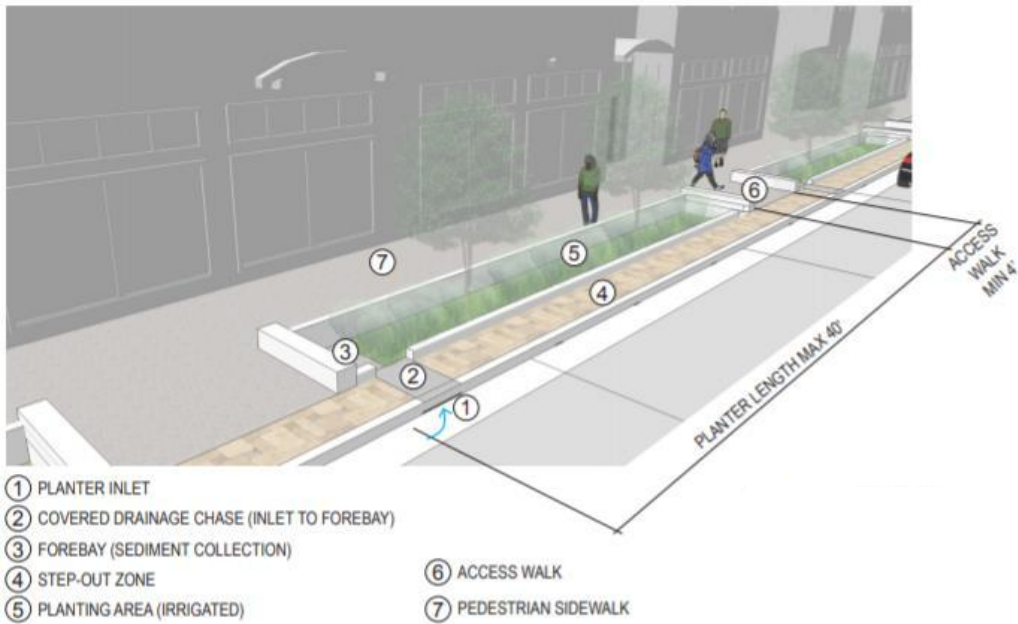 7
5
6
4
3
2
1
ACCESS
WALK
MIN 4'
PLANTER LENGTH MAX 40'
1 PLANTER INLET
2 COVERED DRAINAGE CHASE (INLET TO FOREBAY)
3 FOREBAY (SEDIMENT COLLECTION)
4 STEP-OUT ZONE
5 PLANTING AREA (IRRIGATED)
6 ACCESS WALK
7 PEDESTRIAN SIDEWALK